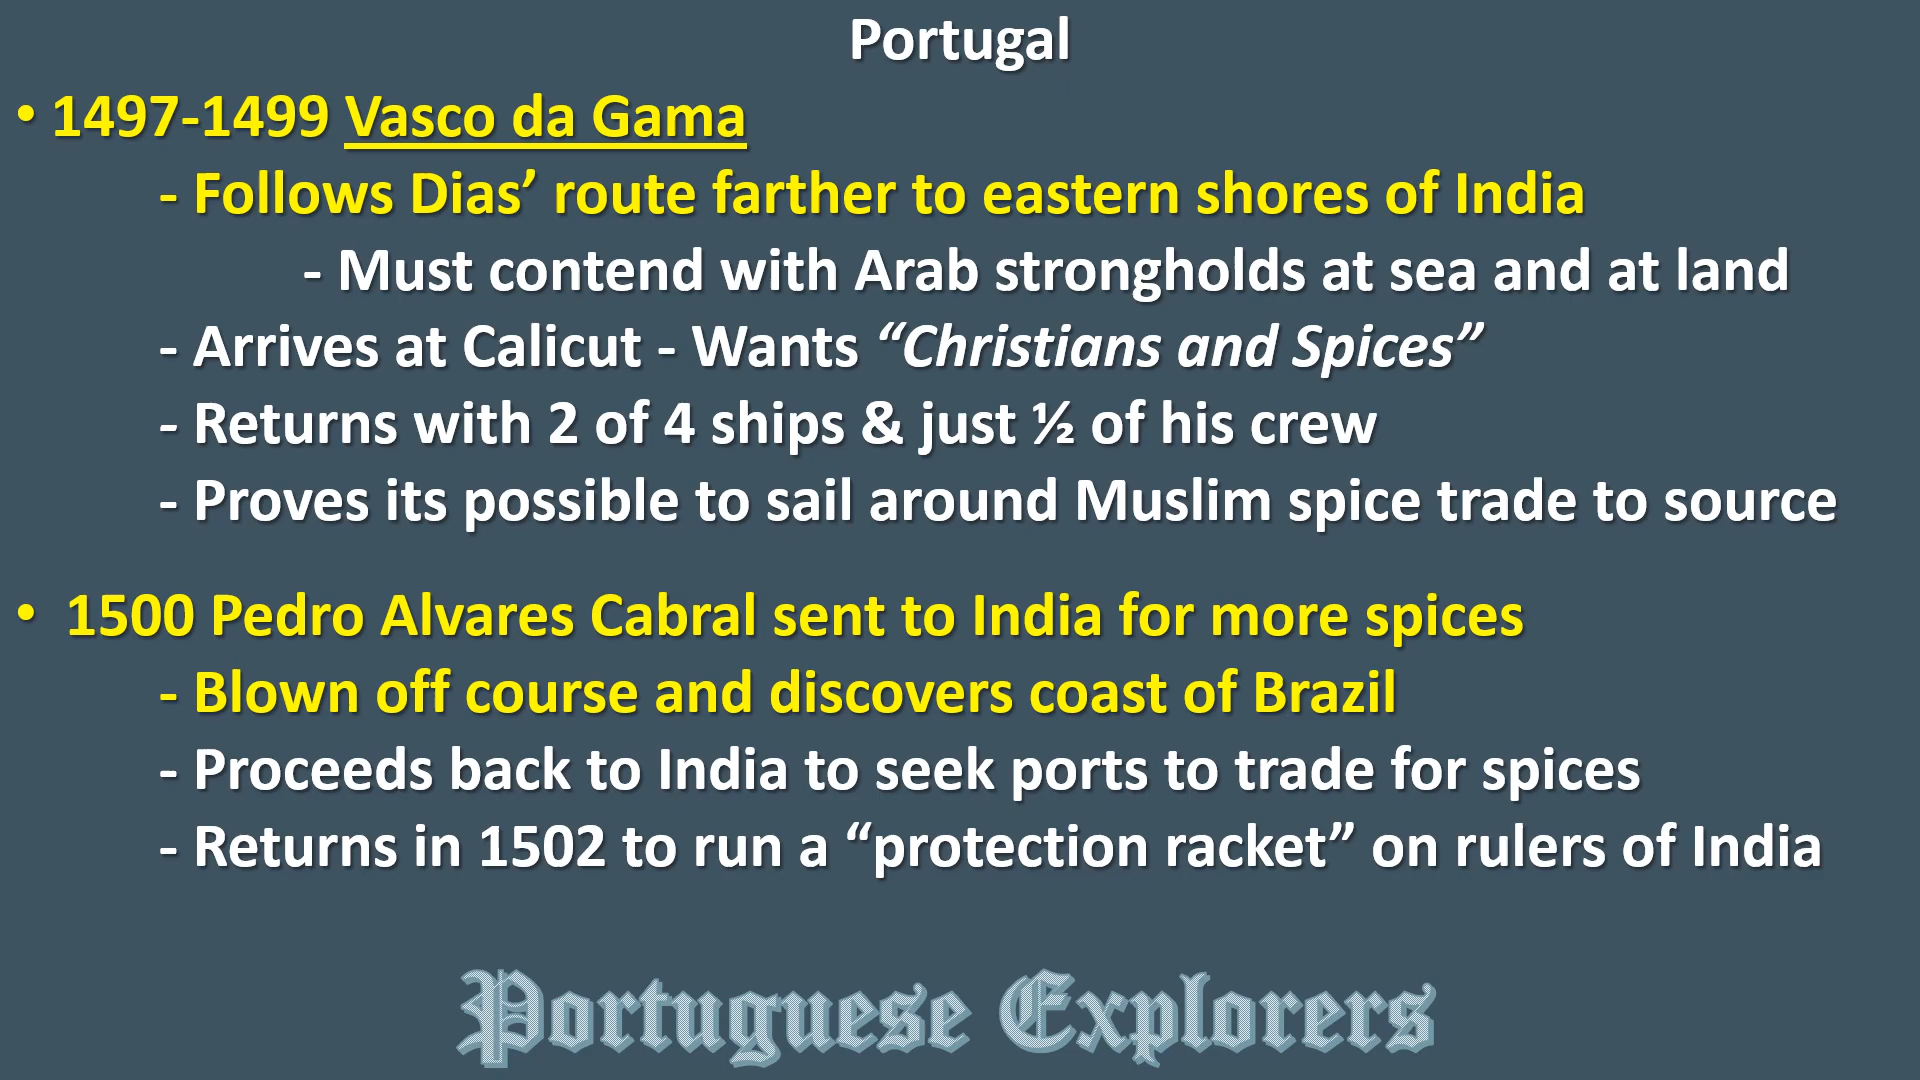 Portugal
• 1497-1499 Vasco da Gama
- Follows Dias’ route farther to eastern shores of India
- Must contend with Arab strongholds at sea and at land
- Arrives at Calicut - Wants “Christians and Spices”
- Returns with 2 of 4 ships & just ½ of his crew
- Proves its possible to sail around Muslim spice trade to source
• 1500 Pedro Alvares Cabral sent to India for more spices
- Blown off course and discovers coast of Brazil
- Proceeds back to India to seek ports to trade for spices
- Returns in 1502 to run a “protection racket” on rulers of India
Portuguese Explorers